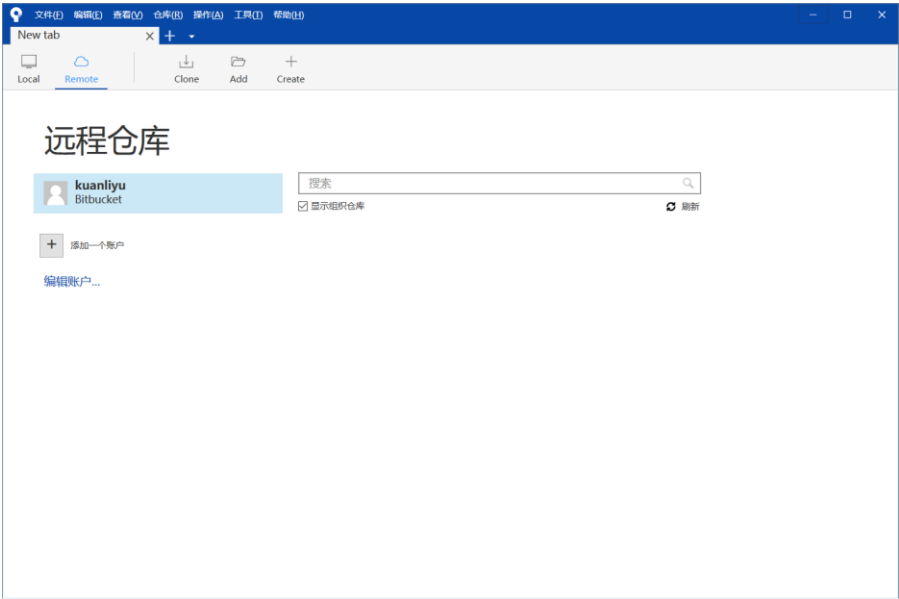 文件(F) 编辑(E) 查看(V) 仓库(R) 操作(A) 工具(T) 帮助(H)
New tab
Local Remote Clone Add Create
远程仓库
kuanliyu
Bitbucket
搜索
显示组织仓库 刷新
添加一个账户
编辑账户...